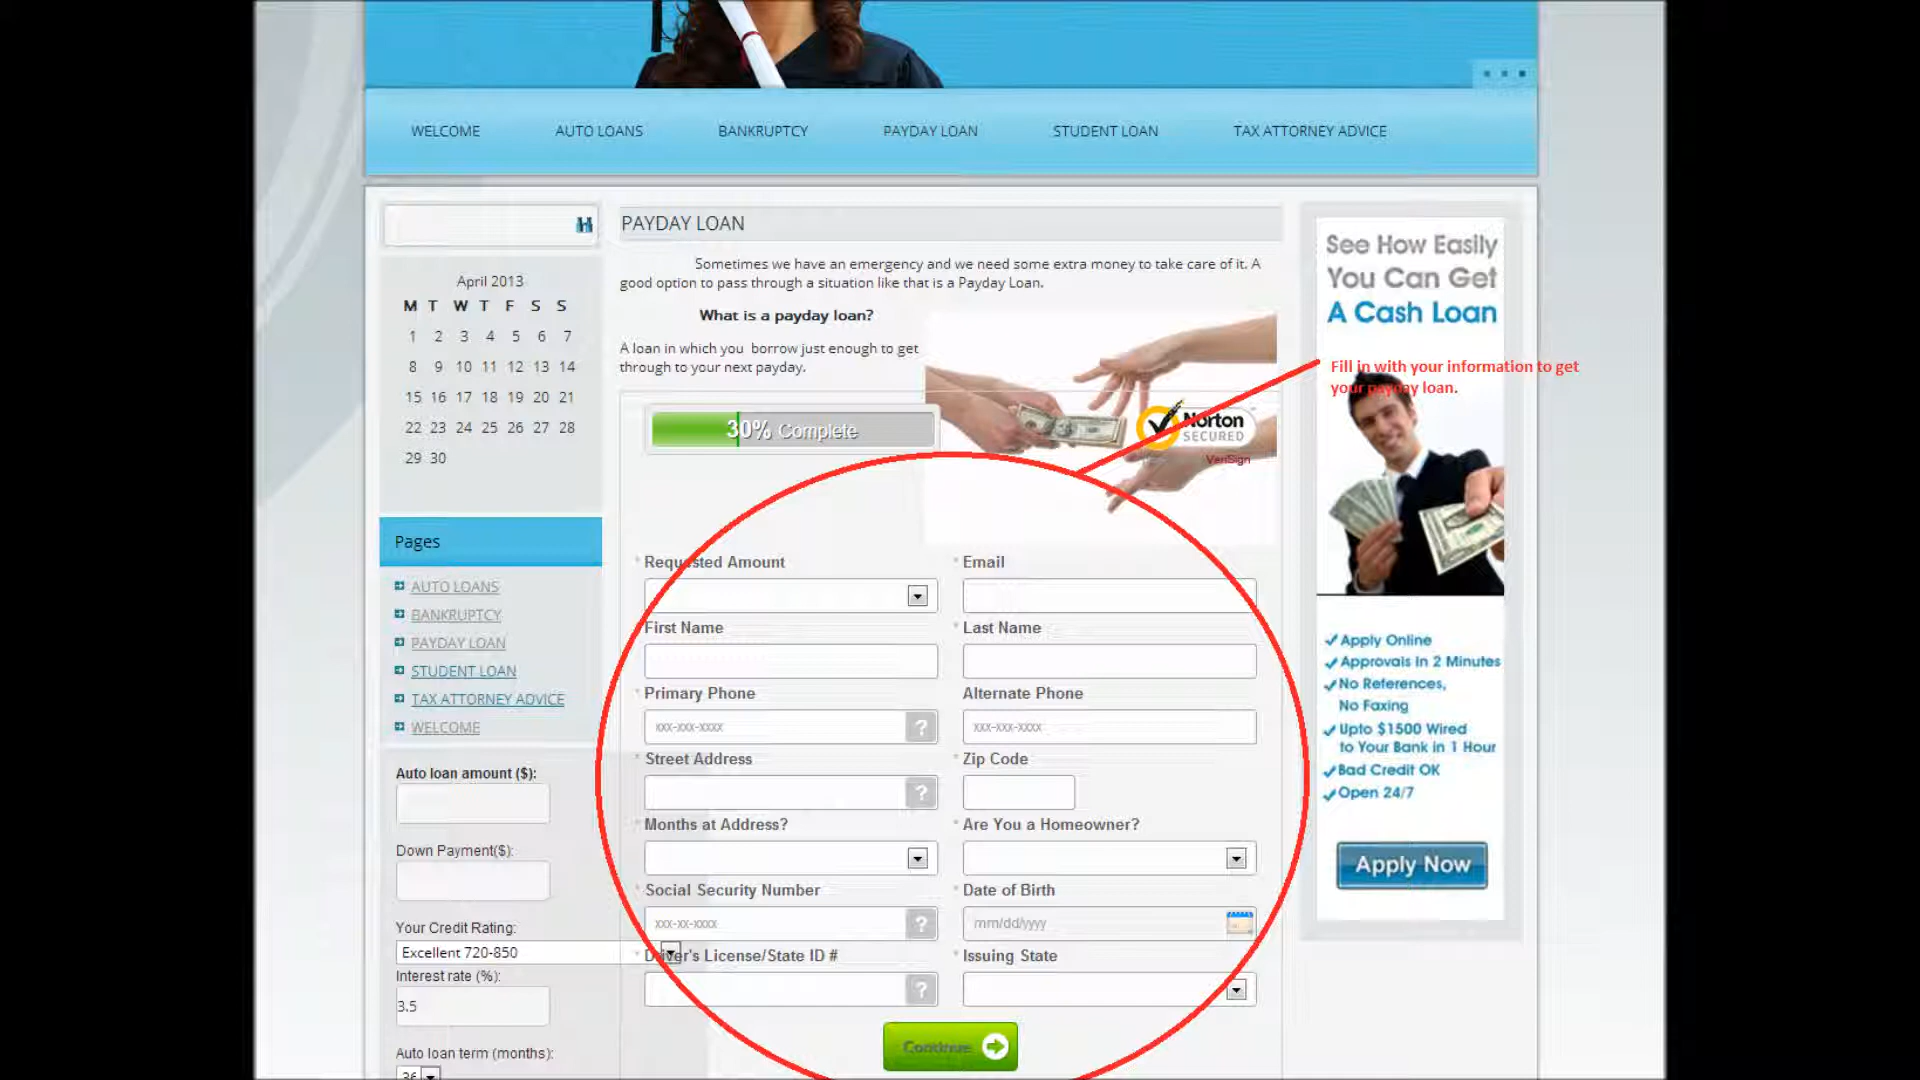 WELCOME AUTO LOANS BANKRUPTCY PAYDAY LOAN STUDENT LOAN TAX ATTORNEY ADVICE
April 2013
M T W T F S S
1 2 3 4 5 6 7
8 9 10 11 12 13 14
15 16 17 18 19 20 21
22 23 24 25 26 27 28
29 30
Pages
AUTO LOANS
BANKRUPTCY
PAYDAY LOAN
STUDENT LOAN
TAX ATTORNEY ADVICE
WELCOME
Auto loan amount ($):
Down Payment($):
Your Credit Rating:
Excellent 720-850
Interest rate (%):
3.5
Auto loan term (months):
36
PAYDAY LOAN
Sometimes we have an emergency and we need some extra money to take care of it. A
good option to pass through a situation like that is a Payday Loan.
What is a payday loan?
A loan in which you borrow just enough to get
through to your next payday.
30% Complete
Norton
SECURED
VeriSign
* Requested Amount * Email
* First Name * Last Name
* Primary Phone Alternate Phone
xxx-xxx-xxxx ? xxx-xxx-xxxx
* Street Address * Zip Code
?
* Months at Address? * Are You a Homeowner?
* Social Security Number * Date of Birth
xxx-xx-xxxx ? mm/dd/yyyy
* Driver's License/State ID # * Issuing State
?
Continue
See How Easily
You Can Get
A Cash Loan
Fill in with your information to get
your payday loan.
Apply Online
Approvals In 2 Minutes
No References,
No Faxing
Upto $1500 Wired
to Your Bank in 1 Hour
Bad Credit OK
Open 24/7
Apply Now